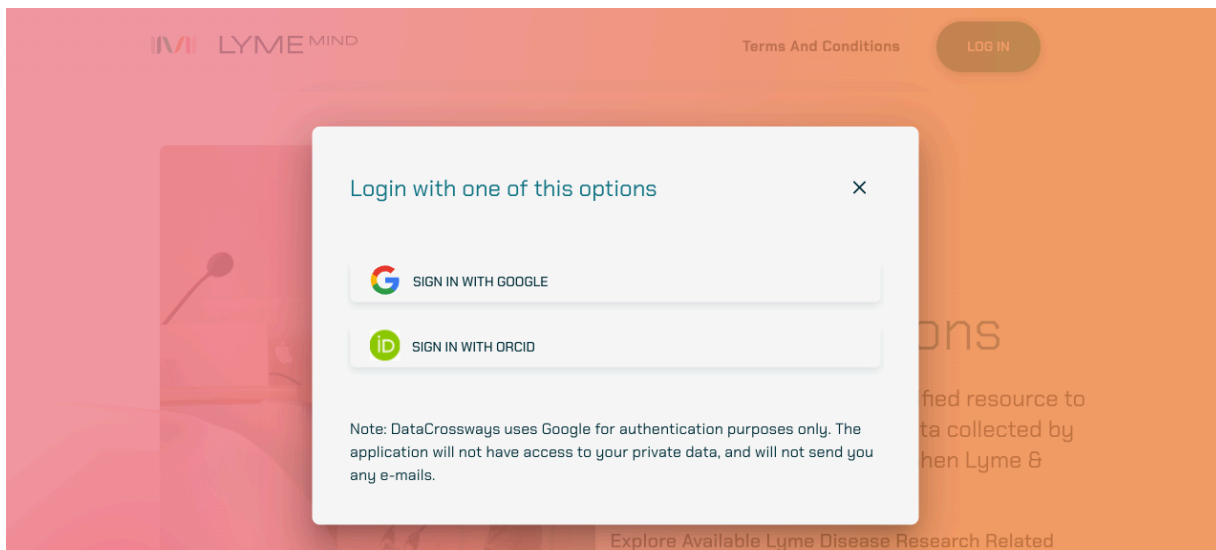 LYME MIND
Terms And Conditions
LOG IN
Login with one of this options
SIGN IN WITH GOOGLE
iD
SIGN IN WITH ORCID
Note: DataCrossways uses Google for authentication purposes only. The
application will not have access to your private data, and will not send you
any e-mails.
resource to
collected by
Lyme &
Explore Available Lyme Disease Research Related